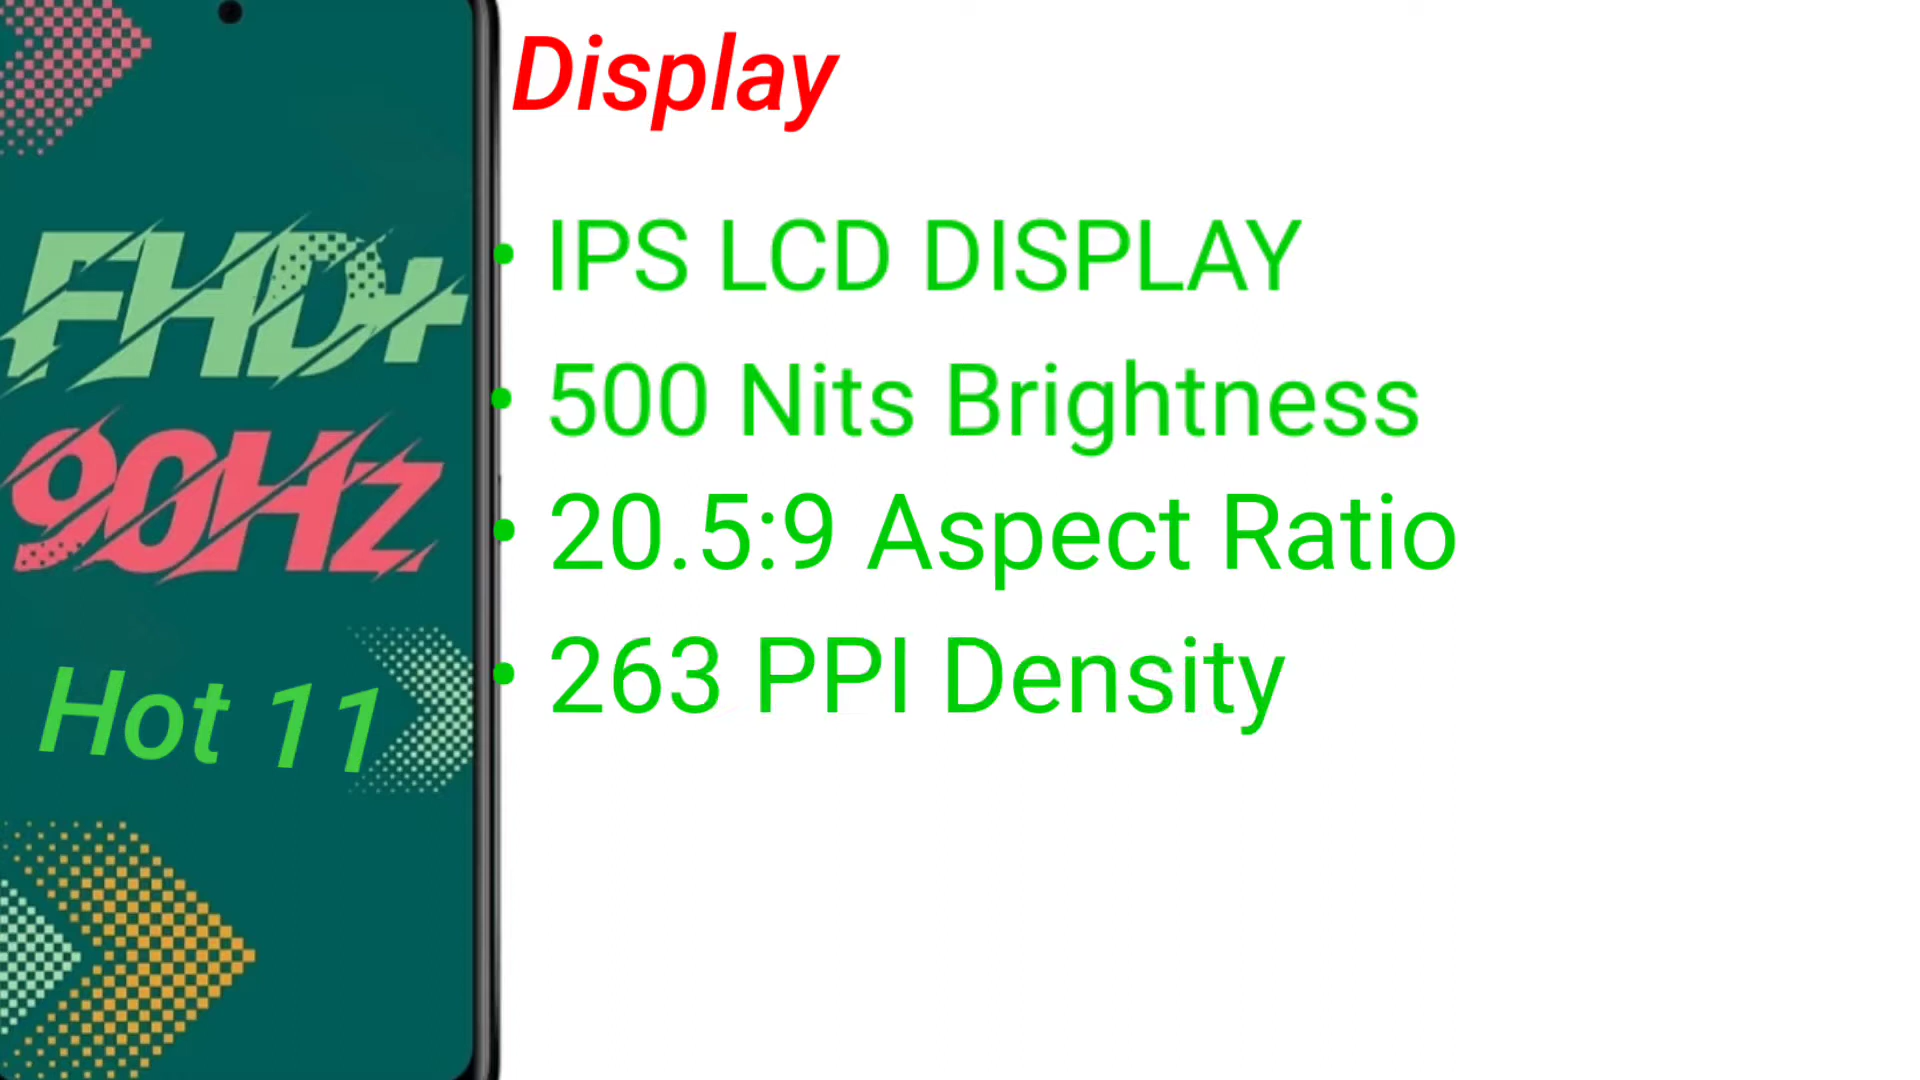 Display
• IPS LCD DISPLAY
• 500 Nits Brightness
• 20.5:9 Aspect Ratio
• 263 PPI Density
FHD+
90Hz
Hot 11